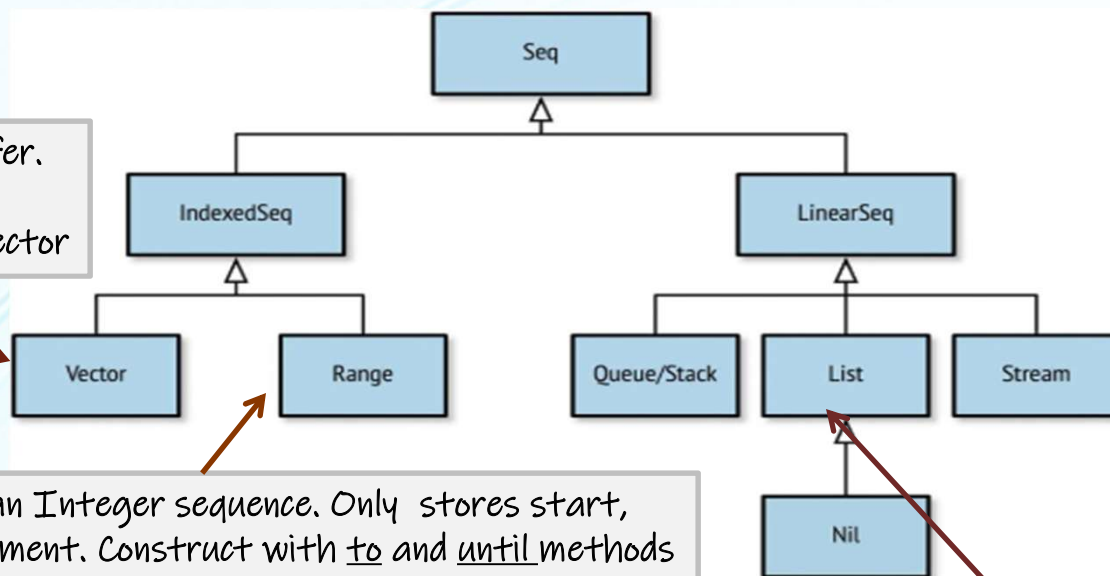 Seq
fer.
ector
IndexedSeq
LinearSeq
Vector
Range
Queue/Stack
List
Stream
an Integer sequence. Only stores start,
ment. Construct with to and until methods
Nil